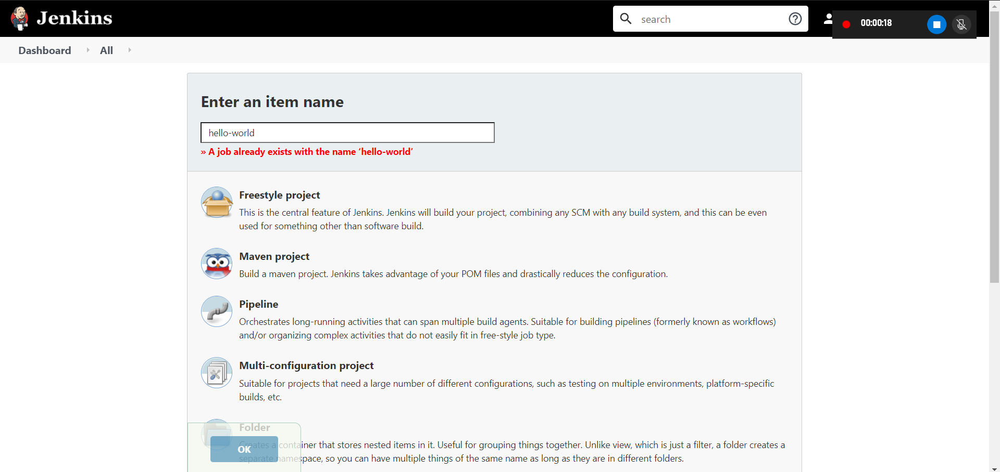 Jenkins
search
00:00:18
Dashboard
All
Enter an item name
hello-world
» A job already exists with the name ‘hello-world’
Freestyle project
This is the central feature of Jenkins. Jenkins will build your project, combining any SCM with any build system, and this can be even
used for something other than software build.
Maven project
Build a maven project. Jenkins takes advantage of your POM files and drastically reduces the configuration.
Pipeline
Orchestrates long-running activities that can span multiple build agents. Suitable for building pipelines (formerly known as workflows)
and/or organizing complex activities that do not easily fit in free-style job type.
Multi-configuration project
Suitable for projects that need a large number of different configurations, such as testing on multiple environments, platform-specific
builds, etc.
Folder
Creates a container that stores nested items in it. Useful for grouping things together. Unlike view, which is just a filter, a folder creates a
OK
separate namespace, so you can have multiple things of the same name as long as they are in different folders.